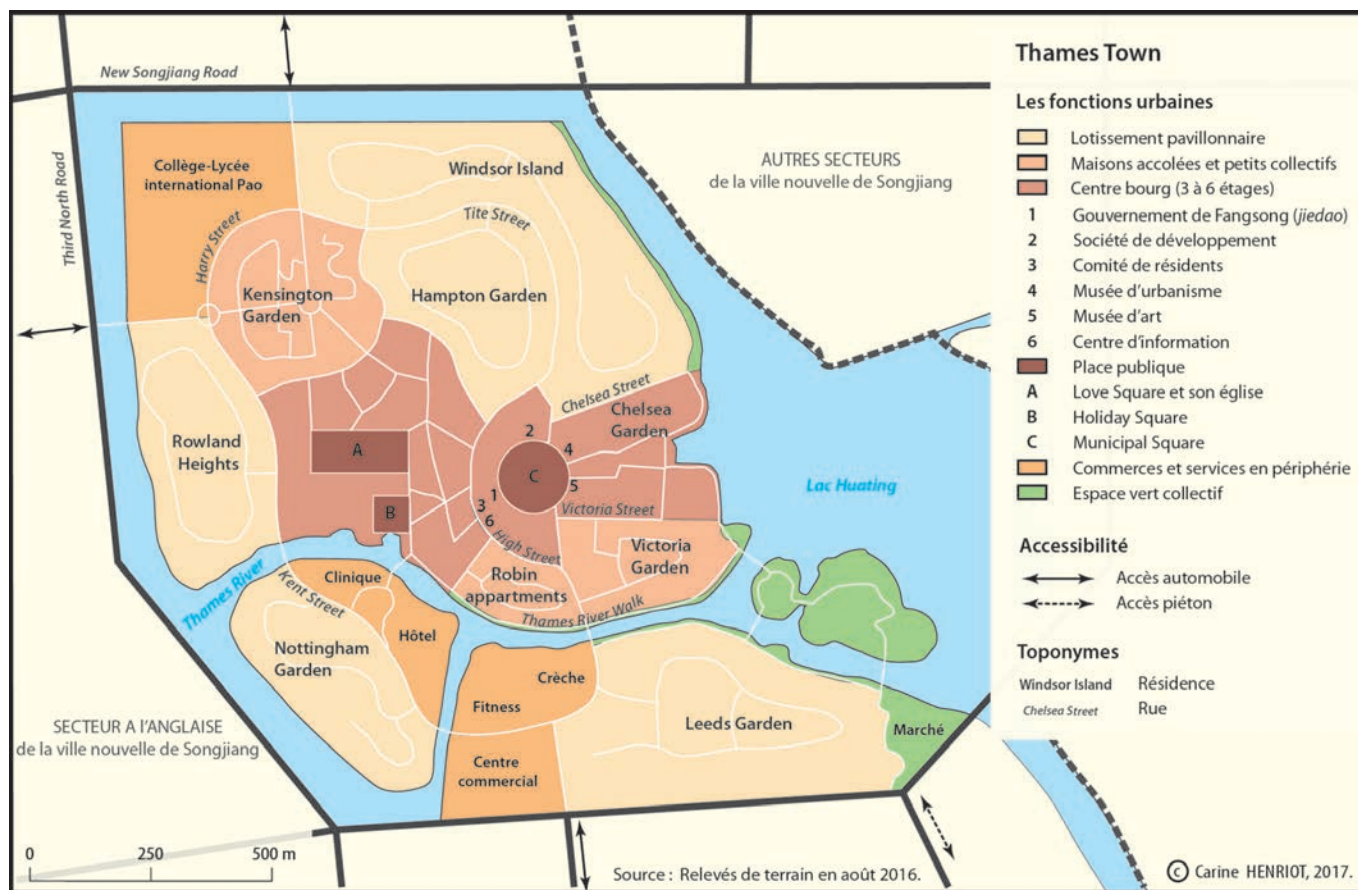 New Songjiang Road
Third North Road
Collège-Lycée
international Pao
Harry Street
Windsor Island
Tite Street
Kensington
Garden
Hampton Garden
AUTRES SECTEURS
de la ville nouvelle de Songjiang
Chelsea Street
Chelsea
Garden
Rowland
Heights
A
B
C
2
4
5
1
3
6
Victoria Street
High Street
Victoria
Garden
Robin
appartments
Thames River Walk
Lac Huating
Thames River
Kent Street
Clinique
Hôtel
Nottingham
Garden
Crèche
Fitness
Centre
commercial
Leeds Garden
Marché
SECTEUR A l'ANGLAISE
de la ville nouvelle de Songjiang
0 250 500 m
Source : Relevés de terrain en août 2016.
Thames Town
Les fonctions urbaines
Lotissement pavillonnaire
Maisons accolées et petits collectifs
Centre bourg (3 à 6 étages)
1 Gouvernement de Fangsong (jiedao)
2 Société de développement
3 Comité de résidents
4 Musée d'urbanisme
5 Musée d'art
6 Centre d'information
Place publique
A Love Square et son église
B Holiday Square
C Municipal Square
Commerces et services en périphérie
Espace vert collectif
Accessibilité
Accès automobile
Accès piéton
Toponymes
Windsor Island Résidence
Chelsea Street Rue
© Carine HENRIOT, 2017.